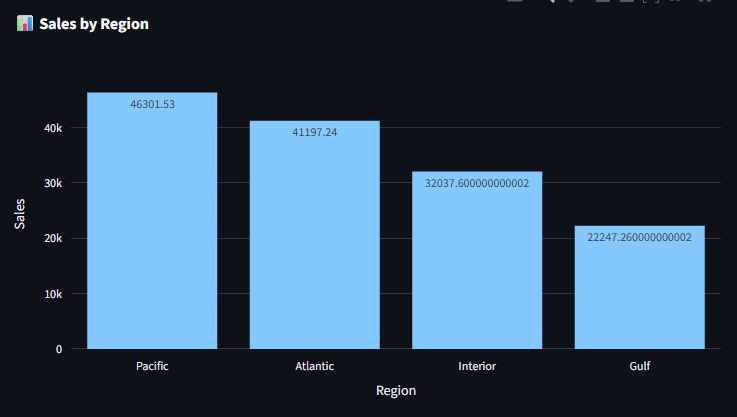 📊 Sales by Region
46301.53
41197.24
32037.600000000002
22247.260000000002
40k
30k
20k
10k
0
Sales
Pacific Atlantic Interior Gulf
Region